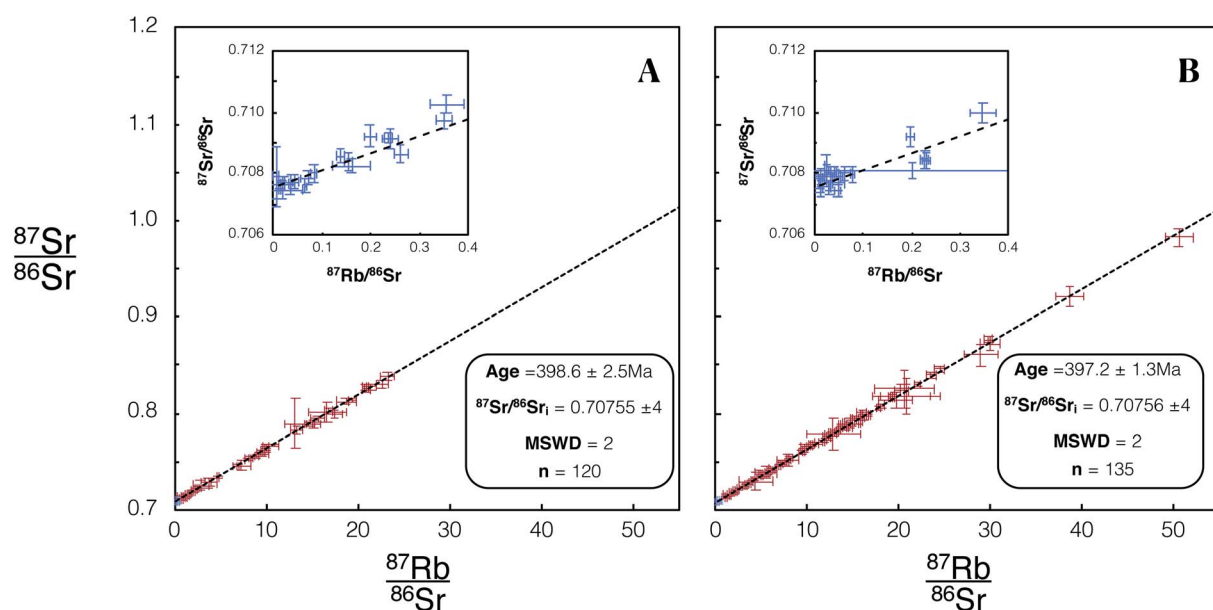 1.2
1.1
1.0
0.9
0.8
0.7
87Sr
86Sr
0 10 20 30 40 50
87Rb
86Sr
A
0.712
0.710
0.708
0.706
87Sr/86Sr
0 0.1 0.2 0.3 0.4
87Rb/86Sr
Age =398.6 ± 2.5Ma
87Sr/86Sri = 0.70755 ±4
MSWD = 2
n = 120
B
0.712
0.710
0.708
0.706
87Sr/86Sr
0 0.1 0.2 0.3 0.4
87Rb/86Sr
Age =397.2 ± 1.3Ma
87Sr/86Sri = 0.70756 ±4
MSWD = 2
n = 135
0 10 20 30 40 50
87Rb
86Sr